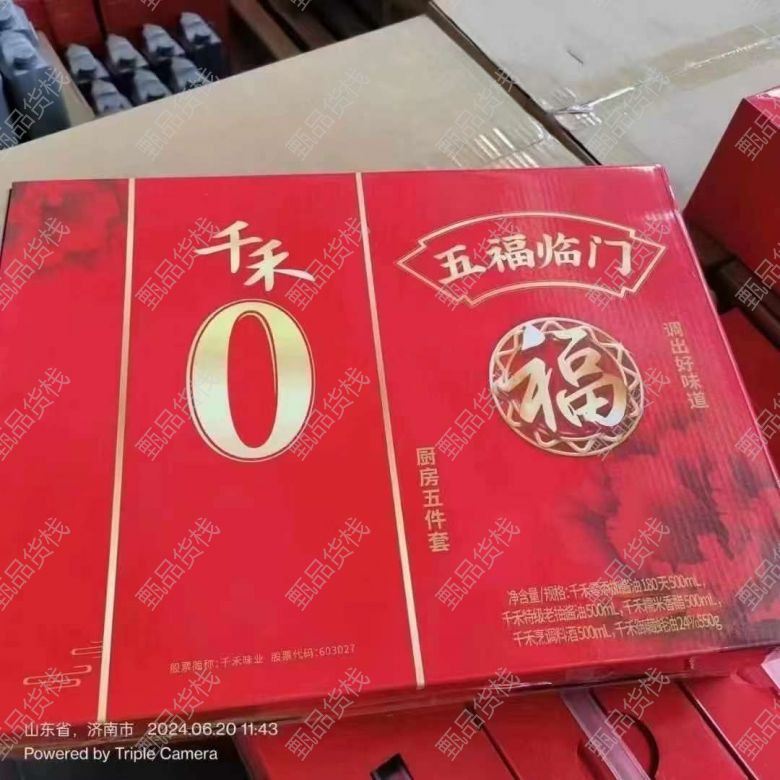 千禾
0
五福临门
福
调出好味道
厨房五件套
净含量/规格:千禾零添加酱油180天500mL,
千禾特级老抽酱油500mL,千禾糯米香醋500mL,
千禾烹调料酒500mL,千禾御藏蚝油24P%550g
股票简称:千禾味业 股票代码:603027
山东省,济南市 2024.06.20 11:43
Powered by Triple Camera
甄品货栈